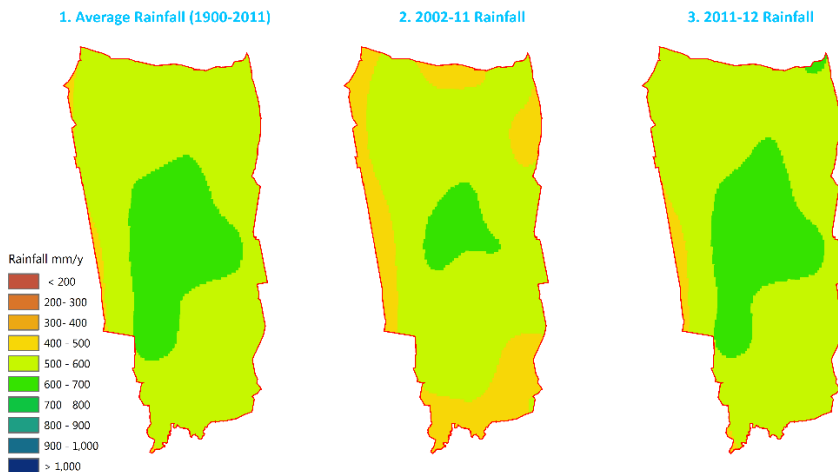 1. Average Rainfall (1900-2011)
2. 2002-11 Rainfall
3. 2011-12 Rainfall
Rainfall mm/y
< 200
200 - 300
300 - 400
400 - 500
500 - 600
600 - 700
700 - 800
800 - 900
900 - 1,000
> 1,000